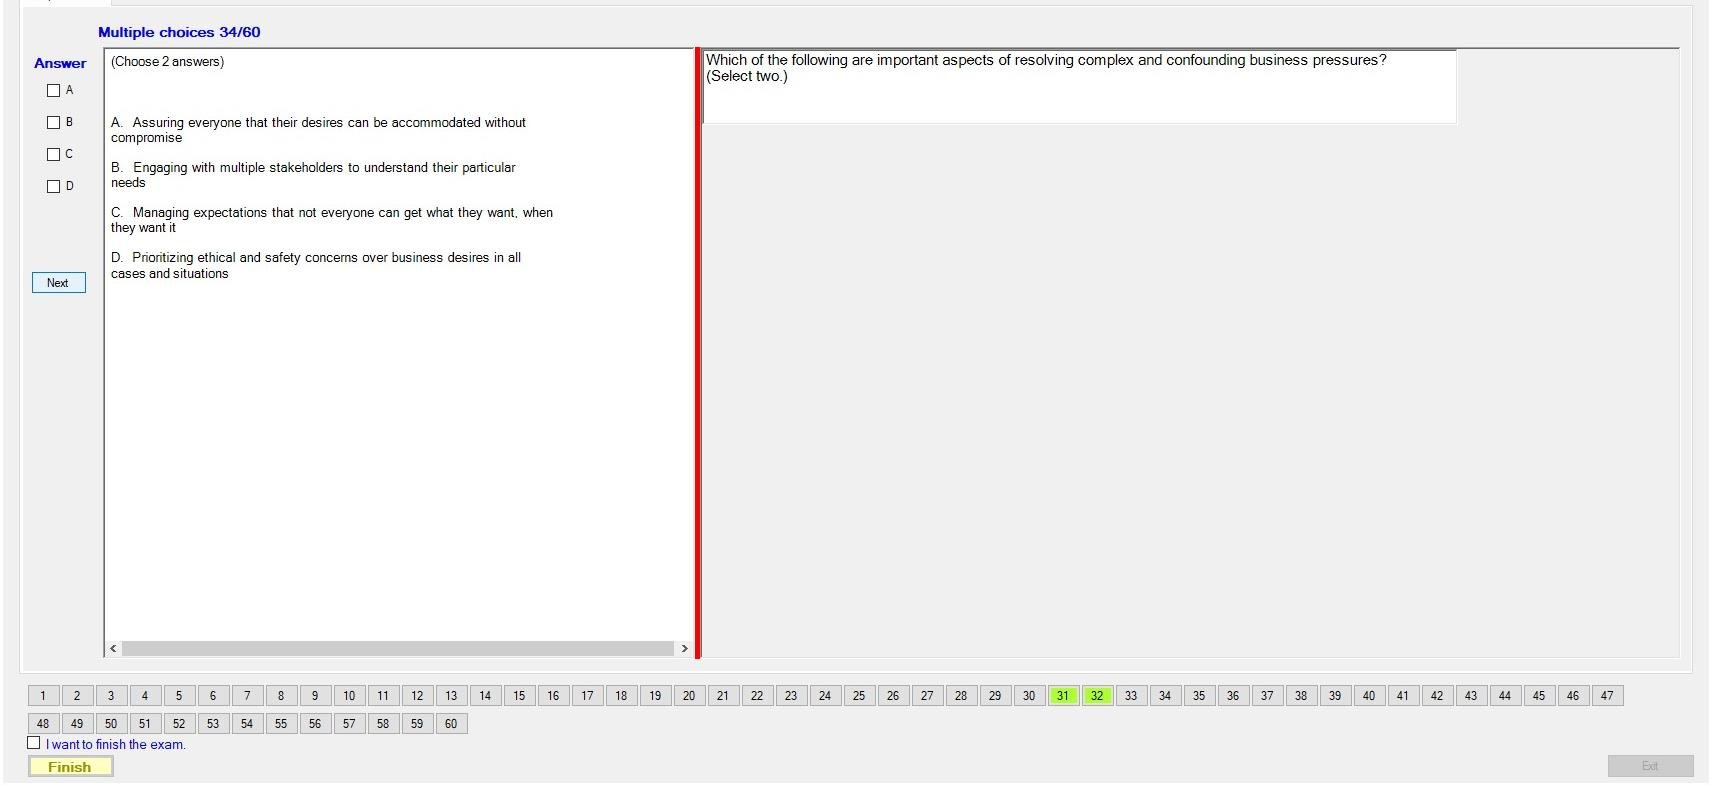 Multiple choices 34/60
Answer
A
B
C
D
Next
(Choose 2 answers)
A. Assuring everyone that their desires can be accommodated without
compromise
B. Engaging with multiple stakeholders to understand their particular
needs
C. Managing expectations that not everyone can get what they want, when
they want it
D. Prioritizing ethical and safety concerns over business desires in all
cases and situations
Which of the following are important aspects of resolving complex and confounding business pressures?
(Select two.)
1 2 3 4 5 6 7 8 9 10 11 12 13 14 15 16 17 18 19 20 21 22 23 24 25 26 27 28 29 30 31 32 33 34 35 36 37 38 39 40 41 42 43 44 45 46 47
48 49 50 51 52 53 54 55 56 57 58 59 60
I want to finish the exam.
Finish
Exit